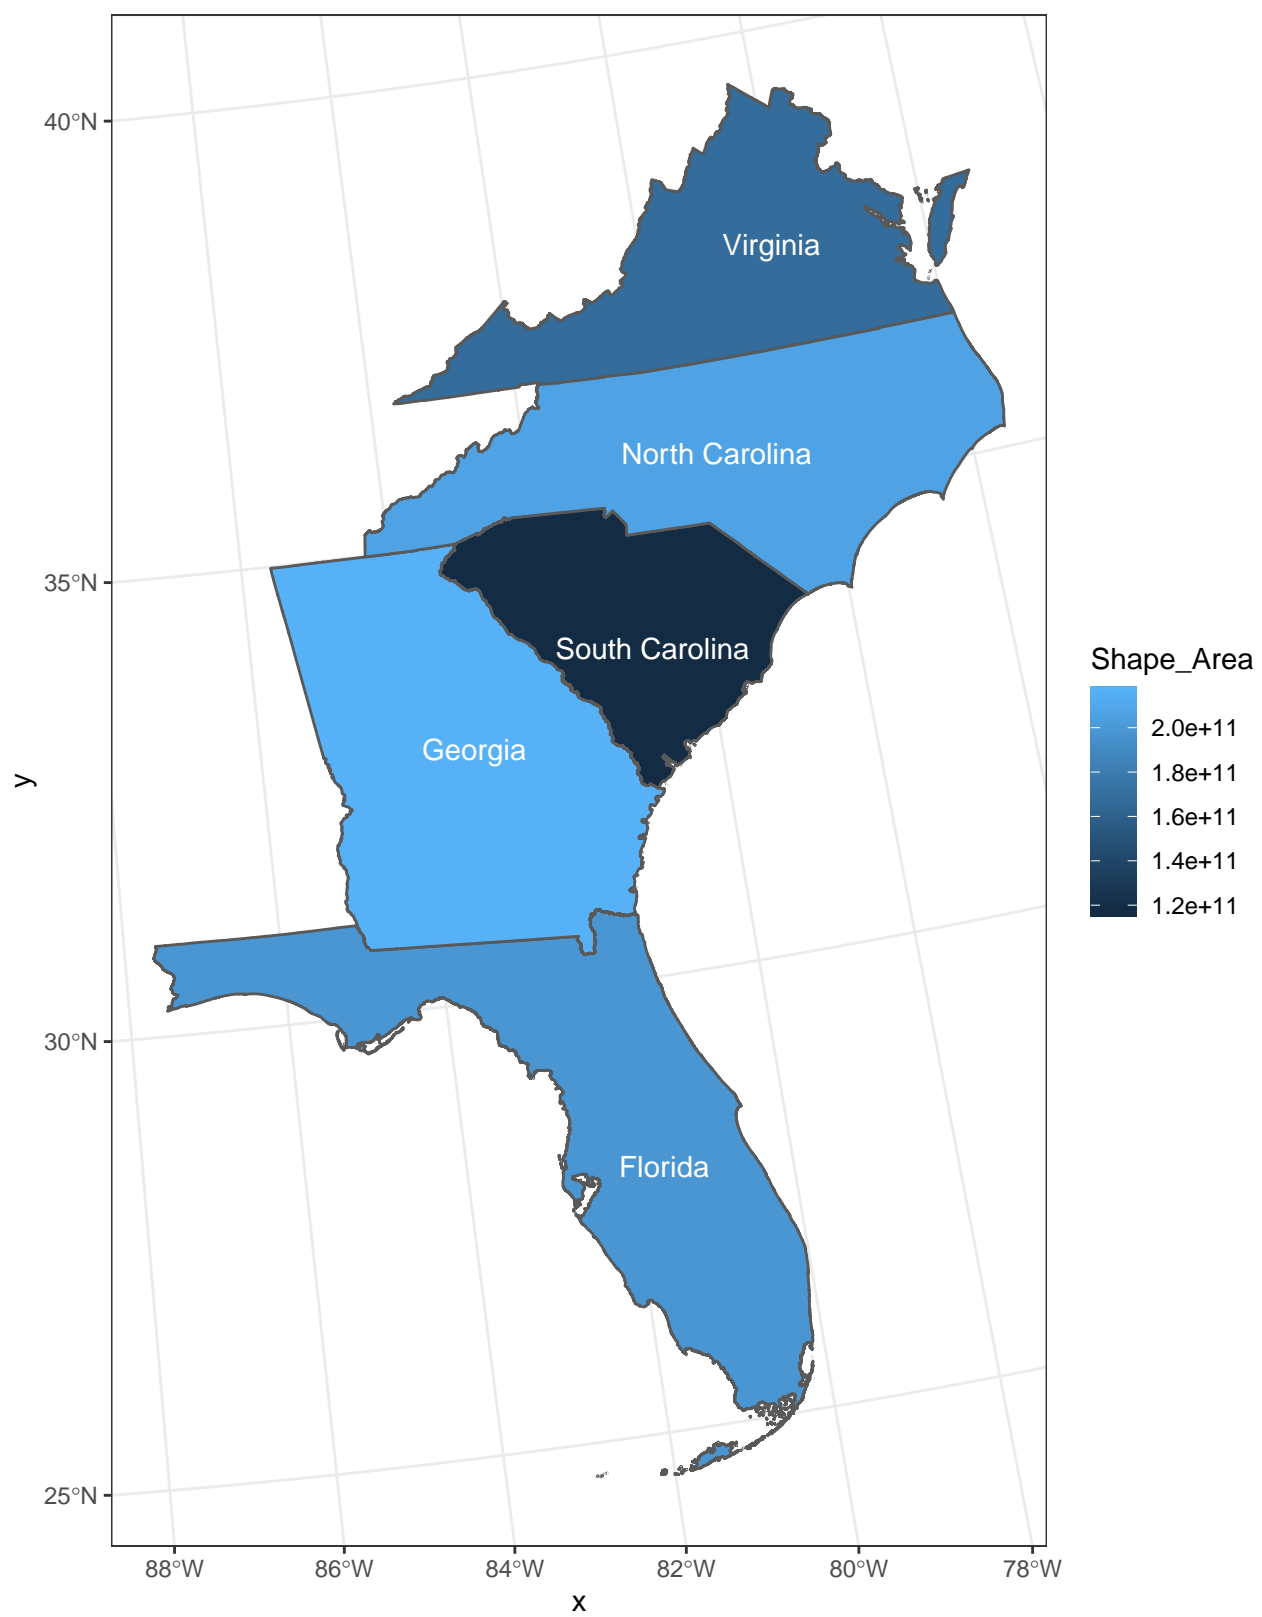 40°N
Virginia
North Carolina
35°N
South Carolina
Shape_Area
2.0e+11
1.8e+11
1.6e+11
1.4e+11
1.2e+11
Georgia
y
30°N
Florida
25°N
88°W 86°W 84°W 82°W 80°W 78°W
x